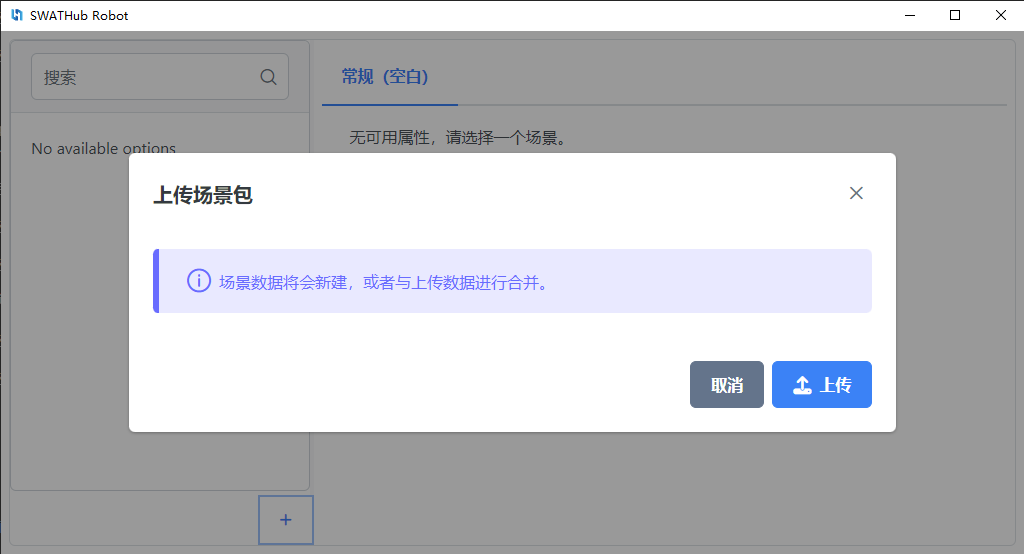 SWATHub Robot
搜索
常规（空白）
No available options
无可用属性，请选择一个场景。
上传场景包
场景数据将会新建，或者与上传数据进行合并。
取消
上传
+